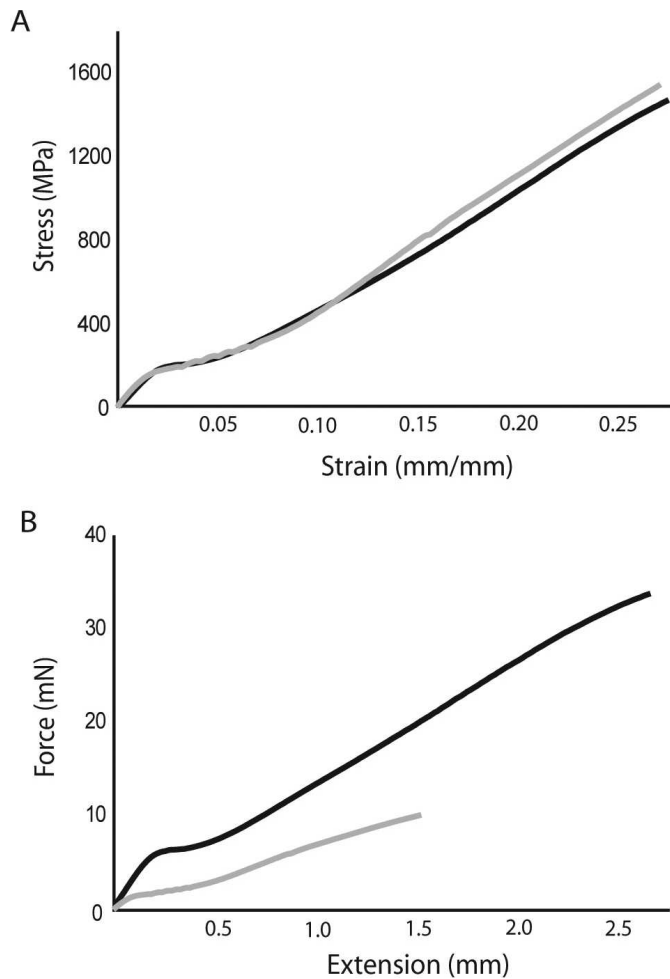 A
1600
1200
800
400
0
Stress (MPa)
0.05 0.10 0.15 0.20 0.25
Strain (mm/mm)
B
40
30
20
10
0
Force (mN)
0.5 1.0 1.5 2.0 2.5
Extension (mm)